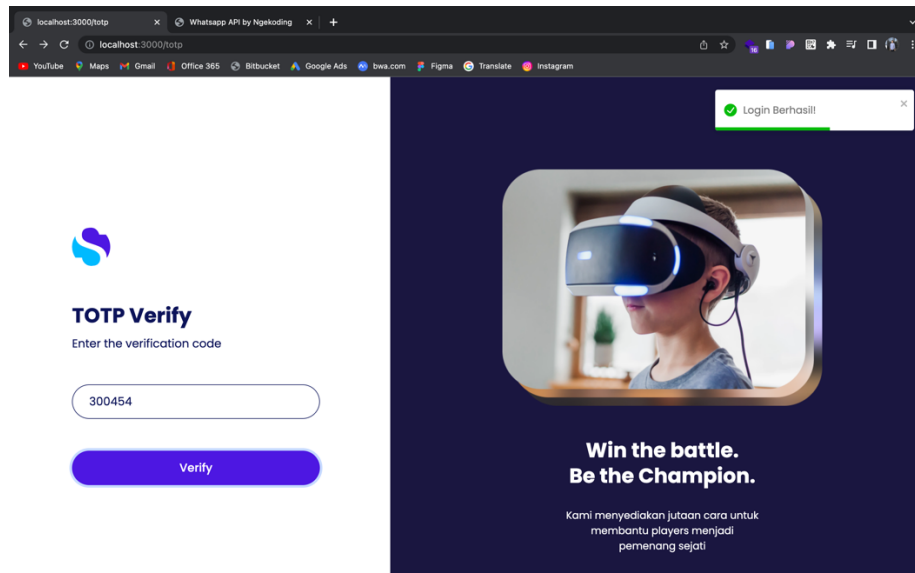 localhost:3000/totp
Whatsapp API by Ngekoding
localhost:3000/totp
16
YouTube Maps Gmail Office 365 Bitbucket Google Ads bwa.com Figma Translate Instagram
Login Berhasil!
TOTP Verify
Enter the verification code
300454
Verify
Win the battle.
Be the Champion.
Kami menyediakan jutaan cara untuk
membantu players menjadi
pemenang sejati